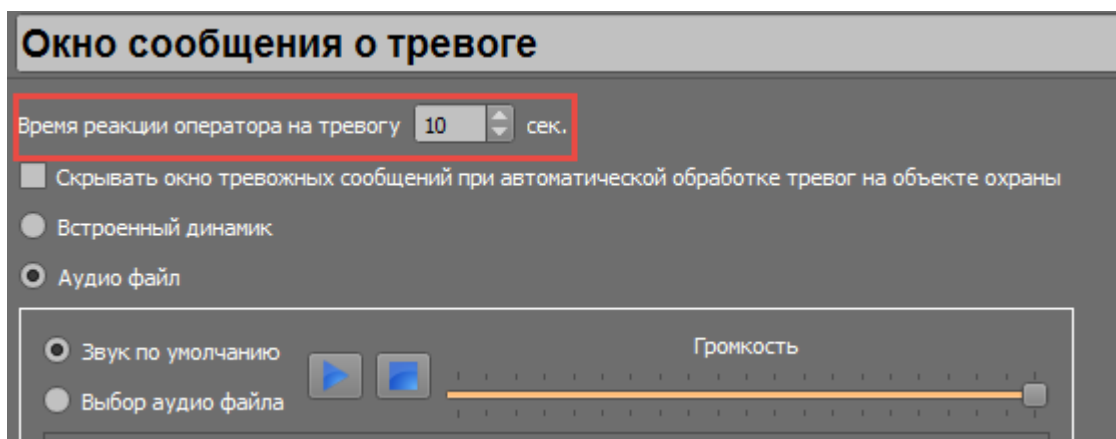 Окно сообщения о тревоге
Время реакции оператора на тревогу 10 сек.
Скрывать окно тревожных сообщений при автоматической обработке тревог на объекте охраны
Встроенный динамик
Аудио файл
Звук по умолчанию
Громкость
Выбор аудио файла